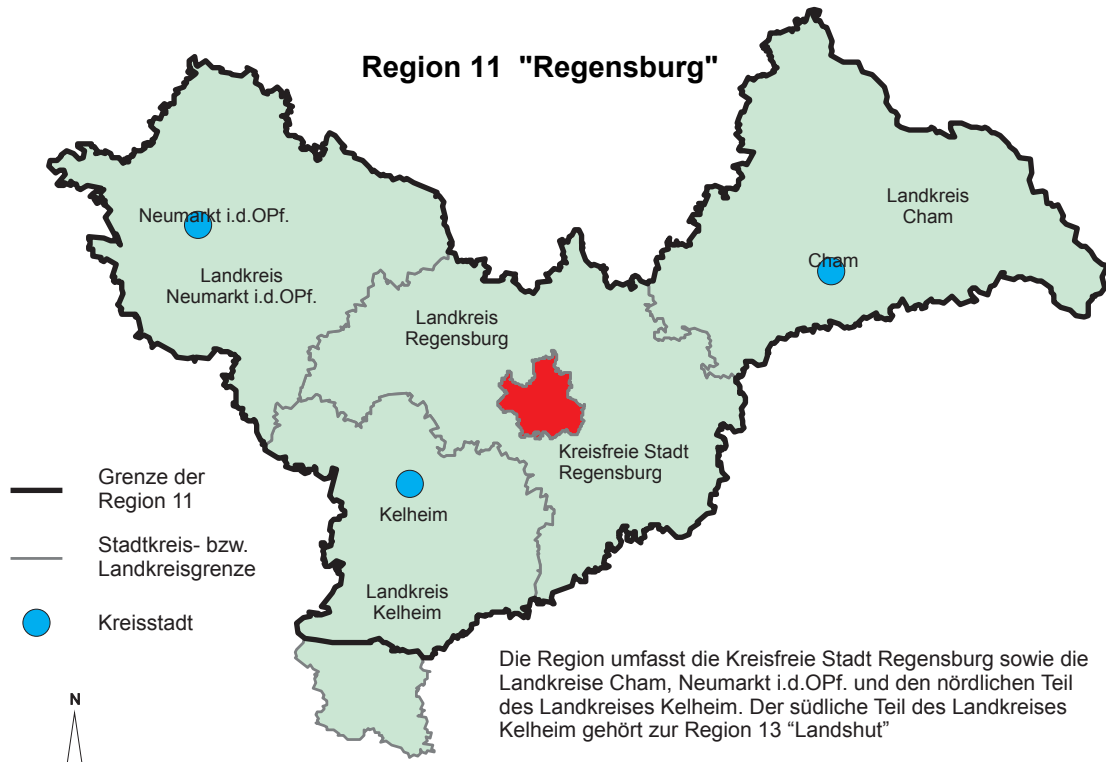 Region 11 "Regensburg"
Neumarkt i.d.OPf.
Landkreis
Neumarkt i.d.OPf.
Landkreis
Cham
Cham
Landkreis
Regensburg
Kreisfreie Stadt
Regensburg
Kelheim
Landkreis
Kelheim
Grenze der
Region 11
Stadtkreis- bzw.
Landkreisgrenze
Kreisstadt
N
Die Region umfasst die Kreisfreie Stadt Regensburg sowie die
Landkreise Cham, Neumarkt i.d.OPf. und den nördlichen Teil
des Landkreises Kelheim. Der südliche Teil des Landkreises
Kelheim gehört zur Region 13 “Landshut”